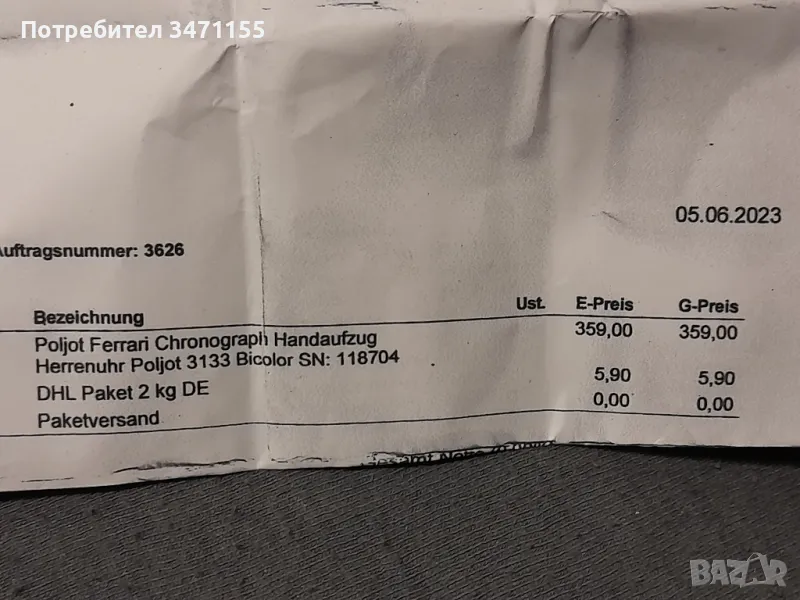 Потребител 3471155
05.06.2023
Auftragsnummer: 3626
Bezeichnung Ust. E-Preis G-Preis
Poljot Ferrari Chronograph Handaufzug 359,00 359,00
Herrenuhr Poljot 3133 Bicolor SN: 118704
DHL Paket 2 kg DE 5,90 5,90
Paketversand 0,00 0,00
BAZAR